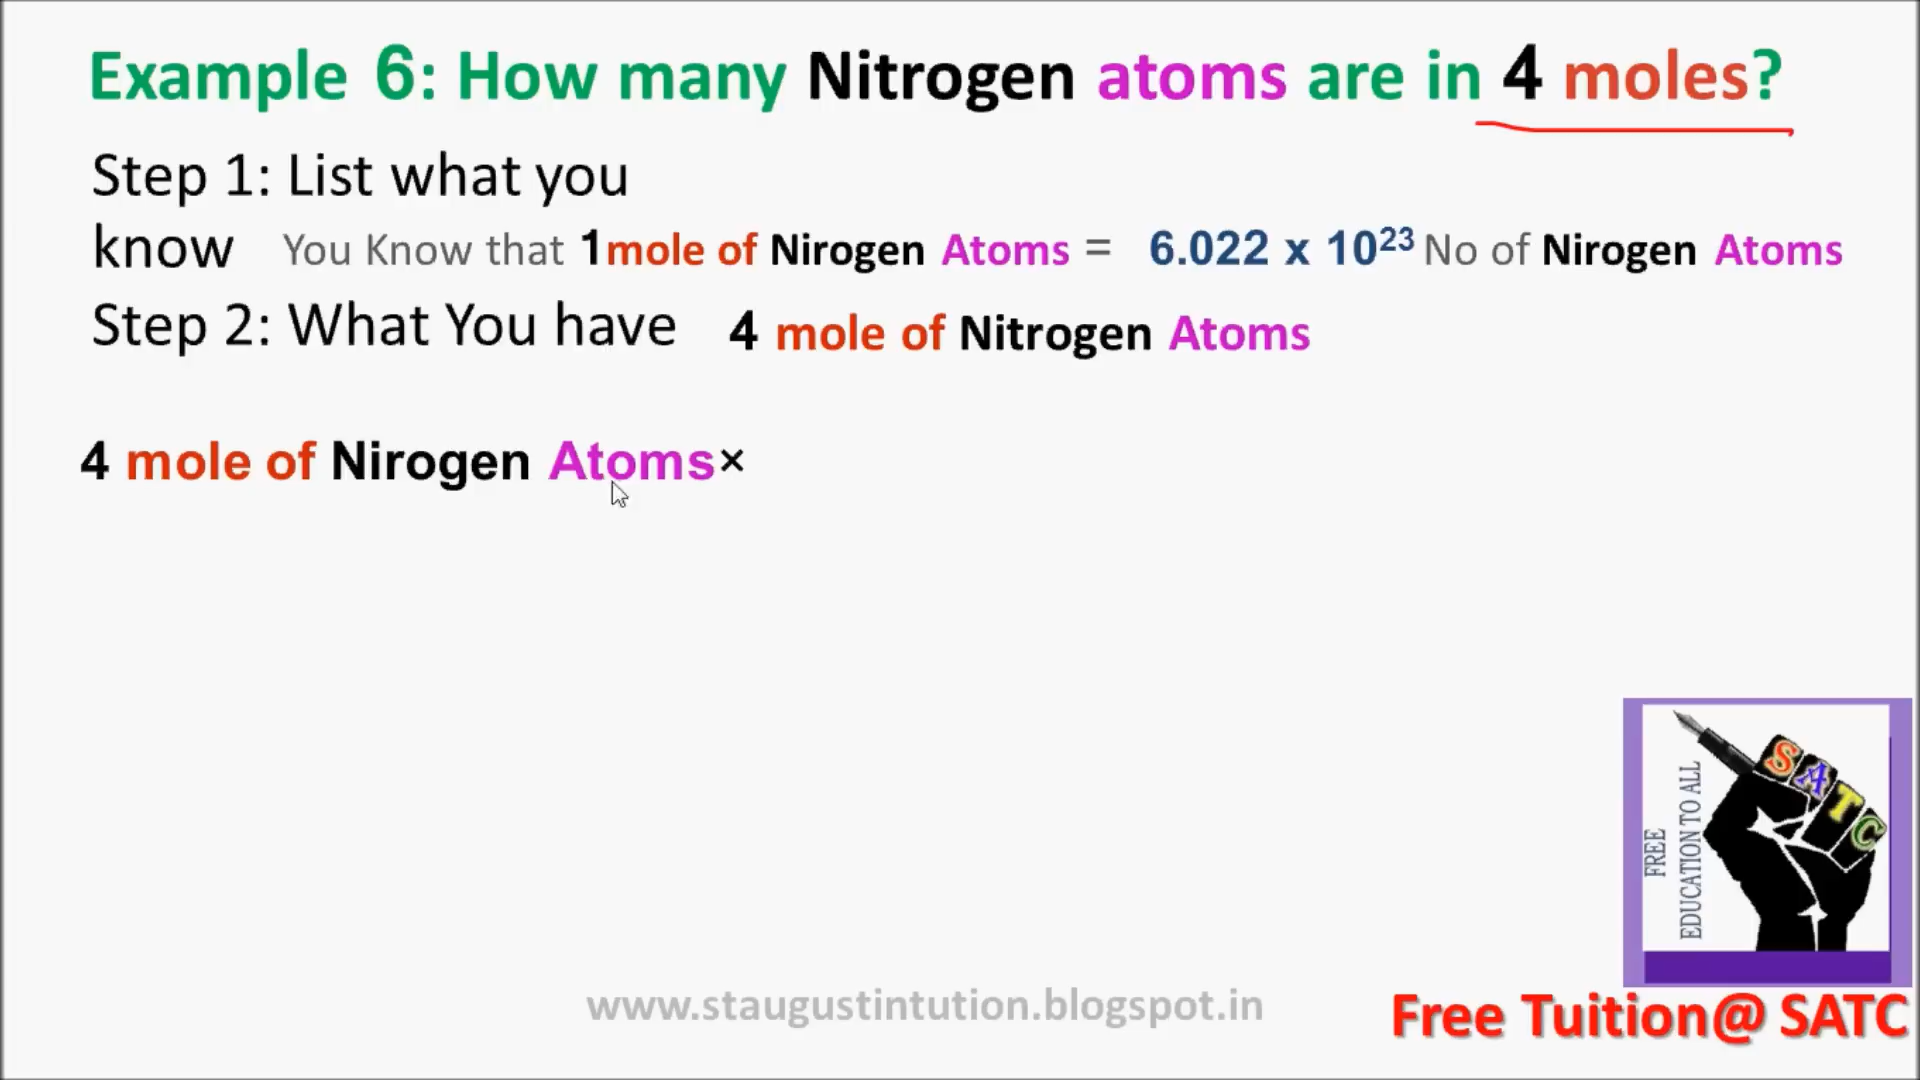 Example 6: How many Nitrogen atoms are in 4 moles?
Step 1: List what you
know You Know that 1mole of Nirogen Atoms = 6.022 x 10²³ No of Nirogen Atoms
Step 2: What You have 4 mole of Nitrogen Atoms
4 mole of Nirogen Atoms×
SATC
FREE
EDUCATION TO ALL
www.staugustintution.blogspot.in
Free Tuition@ SATC